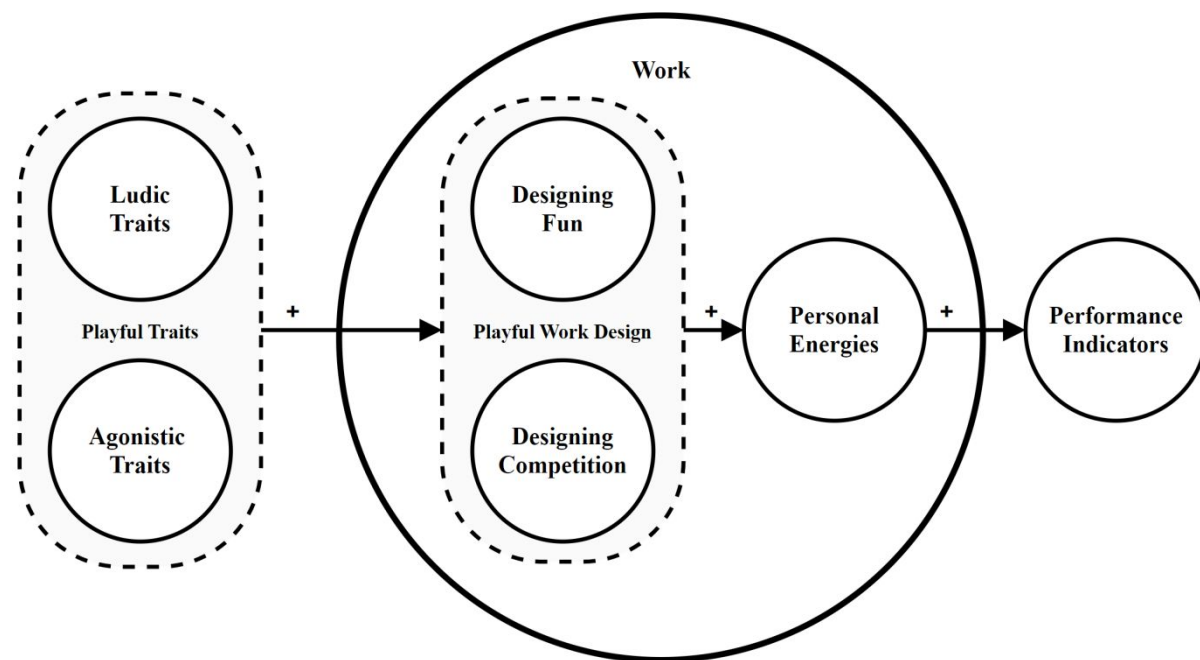 Work
Ludic
Traits
Playful Traits
Agonistic
Traits
+
Designing
Fun
Playful Work Design
Designing
Competition
+
Personal
Energies
+
Performance
Indicators